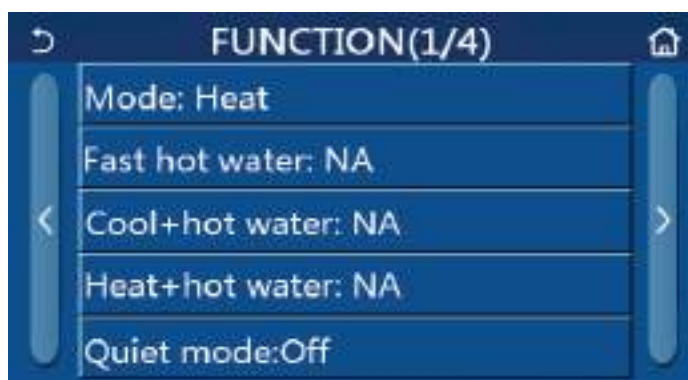 FUNCTION(1/4)
Mode: Heat
Fast hot water: NA
Cool+hot water: NA
Heat+hot water: NA
Quiet mode:Off